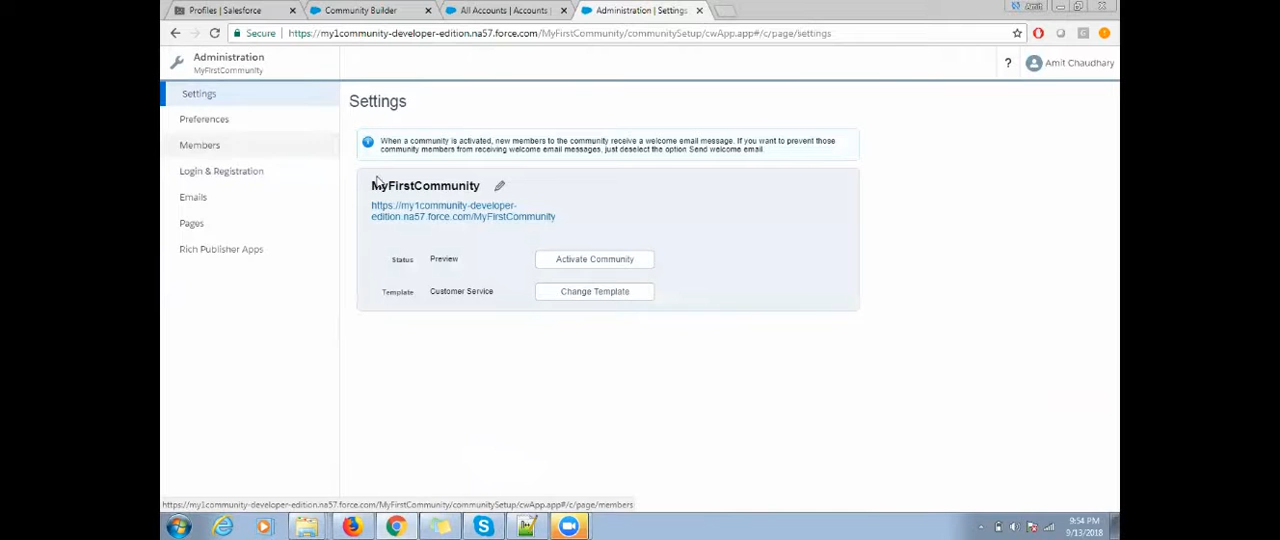 Profiles | Salesforce
Community Builder
All Accounts | Accounts |
Administration | Settings
Amit
Secure
https://my1community-developer-edition.na57.force.com/MyFirstCommunity/communitySetup/cwApp.app#/c/page/settings
Administration
MyFirstCommunity
?
Amit Chaudhary
Settings
Preferences
Members
Login & Registration
Emails
Pages
Rich Publisher Apps
Settings
When a community is activated, new members to the community receive a welcome email message. If you want to prevent those
community members from receiving welcome email messages, just deselect the option Send welcome email.
MyFirstCommunity
https://my1community-developer-
edition.na57.force.com/MyFirstCommunity
Status Preview Activate Community
Template Customer Service Change Template
https://my1community-developer-edition.na57.force.com/MyFirstCommunity/communitySetup/cwApp.app#/c/page/members
9:54 PM
9/13/2018